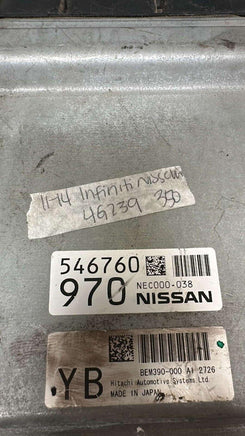 11-14 Infiniti Nissan
4G239 350
546760
970 NEC000-038
NISSAN
YB BEM390-000 A1 2726
Hitachi Automotive Systems, Ltd.
MADE IN JAPAN